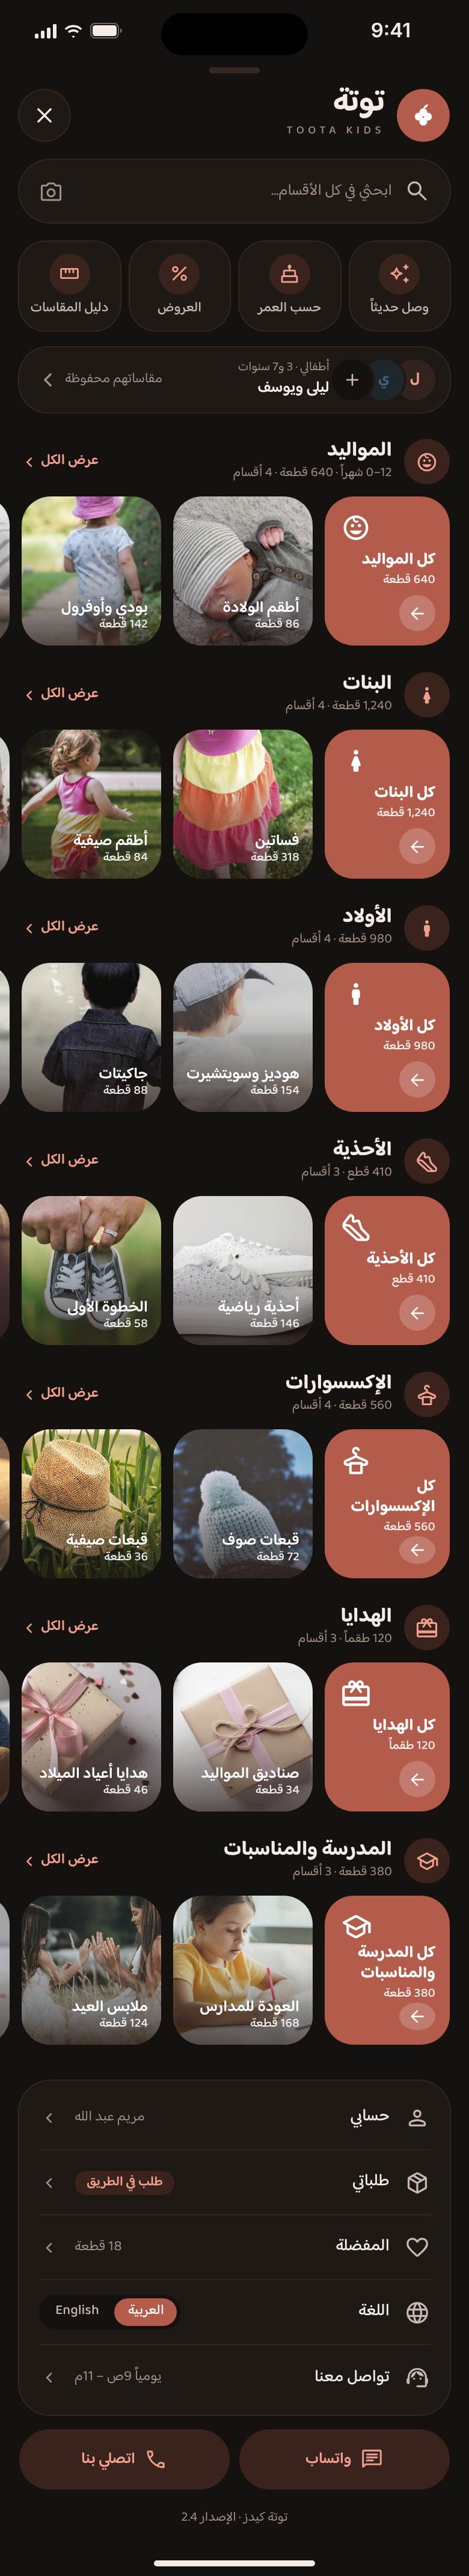 9:41
توتة
TOOTA KIDS
ابحثي في كل الأقسام...
وصل حديثاً
حسب العمر
العروض
دليل المقاسات
ل
ي
أطفالي · 3 و7 سنوات
ليلى ويوسف
مقاساتهم محفوظة
المواليد
0–12 شهراً · 640 قطعة · 4 أقسام
عرض الكل
كل المواليد
640 قطعة
أطقم الولادة
86 قطعة
بودي وأوفرول
142 قطعة
البنات
1,240 قطعة · 4 أقسام
عرض الكل
كل البنات
1,240 قطعة
فساتين
318 قطعة
أطقم صيفية
84 قطعة
الأولاد
980 قطعة · 4 أقسام
عرض الكل
كل الأولاد
980 قطعة
هوديز وسويتشيرت
154 قطعة
جاكيتات
88 قطعة
الأحذية
410 قطع · 3 أقسام
عرض الكل
كل الأحذية
410 قطع
أحذية رياضية
146 قطعة
الخطوة الأولى
58 قطعة
الإكسسوارات
560 قطعة · 4 أقسام
عرض الكل
كل
الإكسسوارات
560 قطعة
قبعات صوف
72 قطعة
قبعات صيفية
36 قطعة
الهدايا
120 طقماً · 3 أقسام
عرض الكل
كل الهدايا
120 طقماً
صناديق المواليد
34 قطعة
هدايا أعياد الميلاد
46 قطعة
المدرسة والمناسبات
380 قطعة · 3 أقسام
عرض الكل
كل المدرسة
والمناسبات
380 قطعة
العودة للمدارس
168 قطعة
ملابس العيد
124 قطعة
حسابي
مريم عبد الله
طلباتي
طلب في الطريق
المفضلة
18 قطعة
اللغة
العربية
English
تواصل معنا
يومياً 9ص – 11م
واتساب
اتصلي بنا
توتة كيدز · الإصدار 2.4